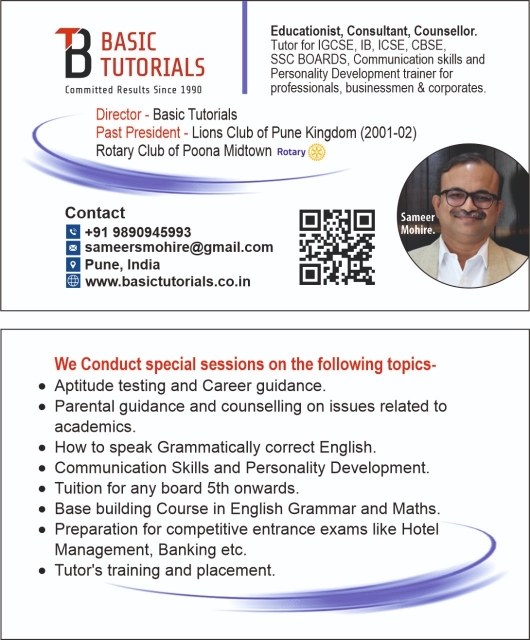 BASIC
TUTORIALS
Committed Results Since 1990
Educationist, Consultant, Counsellor.
Tutor for IGCSE, IB, ICSE, CBSE,
SSC BOARDS, Communication skills and
Personality Development trainer for
professionals, businessmen & corporates.
Director - Basic Tutorials
Past President - Lions Club of Pune Kingdom (2001-02)
Rotary Club of Poona Midtown Rotary
Contact
+91 9890945993
sameersmohire@gmail.com
Pune, India
www.basictutorials.co.in
Sameer
Mohire.
We Conduct special sessions on the following topics-
• Aptitude testing and Career guidance.
• Parental guidance and counselling on issues related to
academics.
• How to speak Grammatically correct English.
• Communication Skills and Personality Development.
• Tuition for any board 5th onwards.
• Base building Course in English Grammar and Maths.
• Preparation for competitive entrance exams like Hotel
Management, Banking etc.
• Tutor's training and placement.